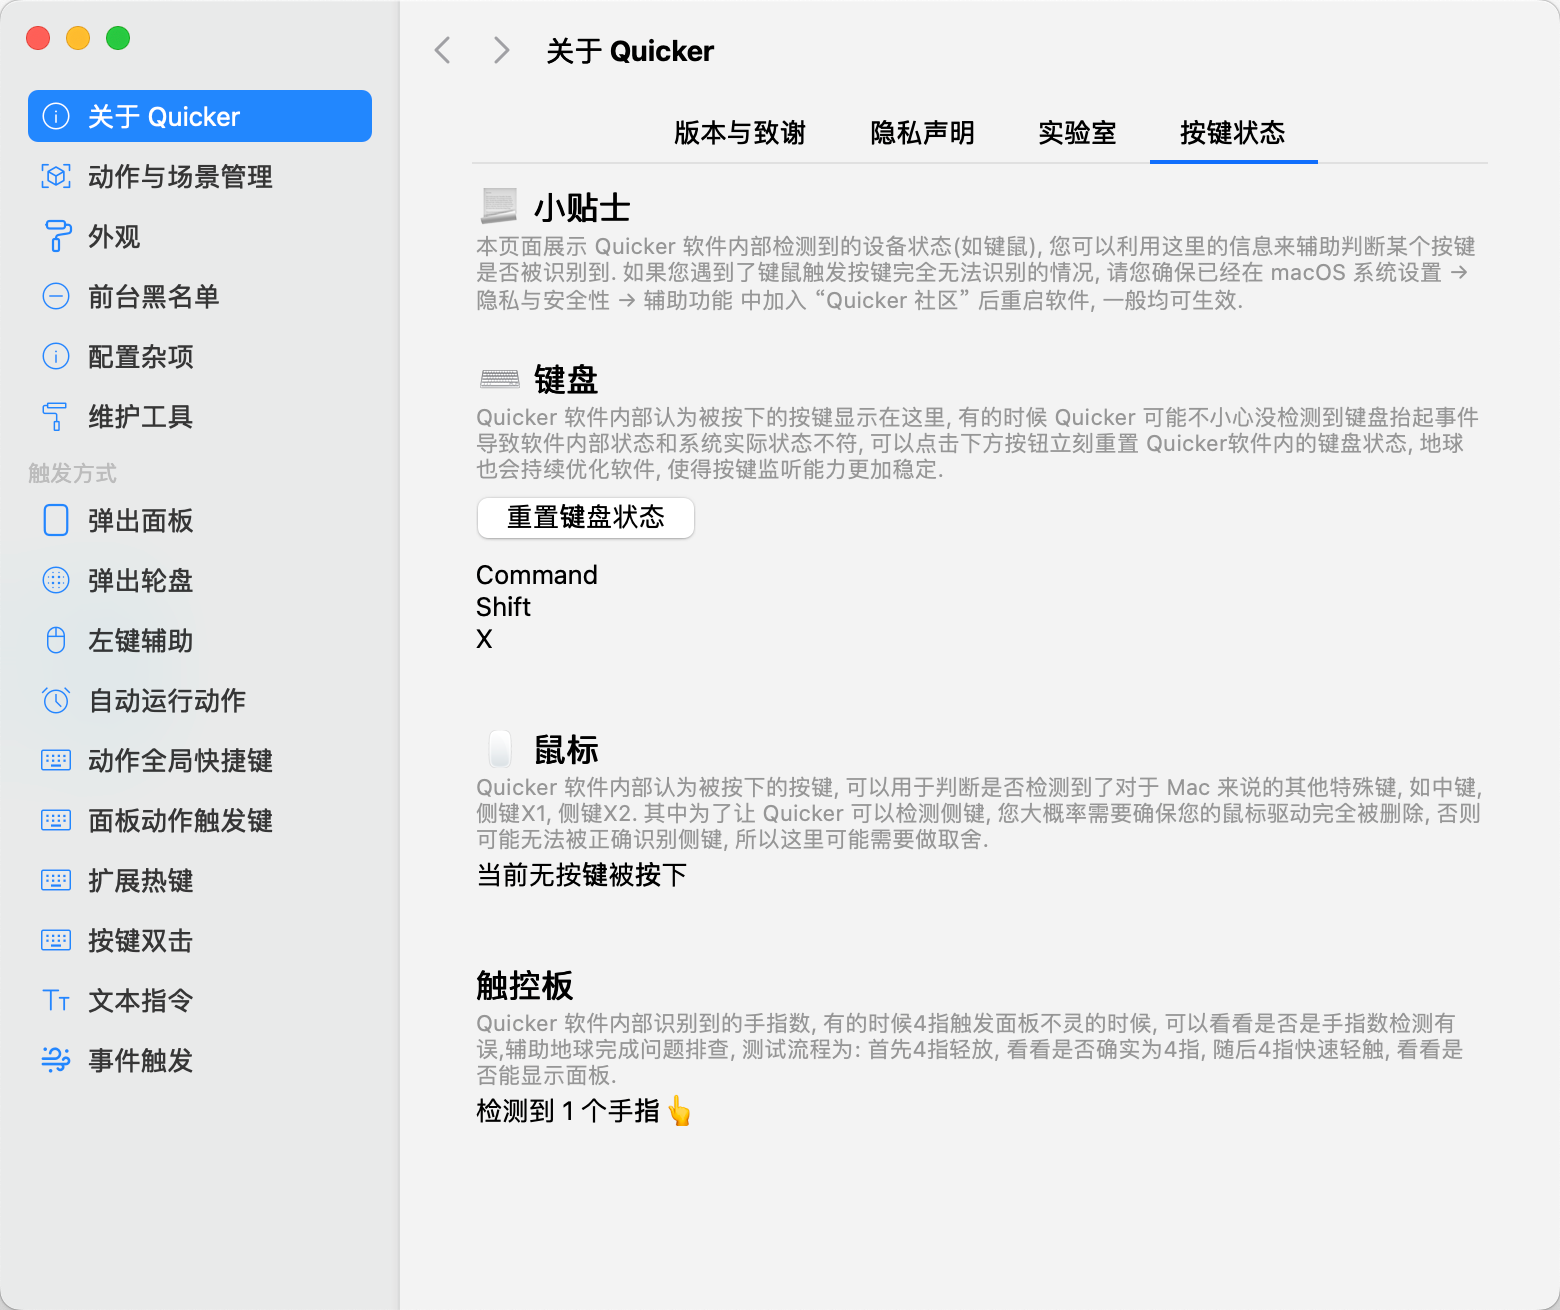 关于 Quicker
动作与场景管理
外观
前台黑名单
配置杂项
维护工具
触发方式
弹出面板
弹出轮盘
左键辅助
自动运行动作
动作全局快捷键
面板动作触发键
扩展热键
按键双击
文本指令
事件触发
关于 Quicker
版本与致谢 隐私声明 实验室 按键状态
小贴士
本页面展示 Quicker 软件内部检测到的设备状态(如键鼠), 您可以利用这里的信息来辅助判断某个按键
是否被识别到. 如果您遇到了键鼠触发按键完全无法识别的情况, 请您确保已经在 macOS 系统设置 →
隐私与安全性 → 辅助功能 中加入 “Quicker 社区” 后重启软件, 一般均可生效.
键盘
Quicker 软件内部认为被按下的按键显示在这里, 有的时候 Quicker 可能不小心没检测到键盘抬起事件
导致软件内部状态和系统实际状态不符, 可以点击下方按钮立刻重置 Quicker软件内的键盘状态, 地球
也会持续优化软件, 使得按键监听能力更加稳定.
重置键盘状态
Command
Shift
X
鼠标
Quicker 软件内部认为被按下的按键, 可以用于判断是否检测到了对于 Mac 来说的其他特殊键, 如中键,
侧键X1, 侧键X2. 其中为了让 Quicker 可以检测侧键, 您大概率需要确保您的鼠标驱动完全被删除, 否则
可能无法被正确识别侧键, 所以这里可能需要做取舍.
当前无按键被按下
触控板
Quicker 软件内部识别到的手指数, 有的时候4指触发面板不灵的时候, 可以看看是否是手指数检测有
误,辅助地球完成问题排查, 测试流程为: 首先4指轻放, 看看是否确实为4指, 随后4指快速轻触, 看看是
否能显示面板.
检测到 1 个手指👆